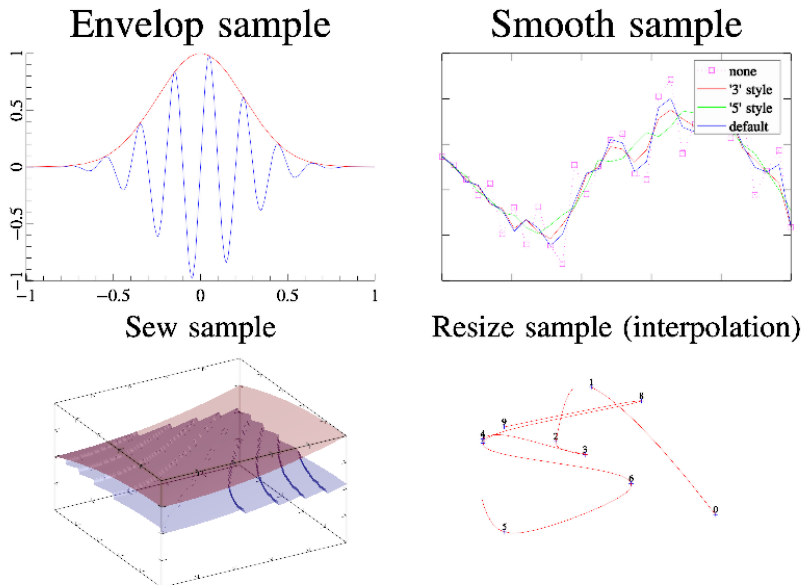 Envelop sample
Smooth sample
1
0.5
0
−0.5
−1
−1
−0.5
0
0.5
1
none
'3' style
'5' style
default
Sew sample
Resize sample (interpolation)
1
8
9
4
2
3
6
0
5